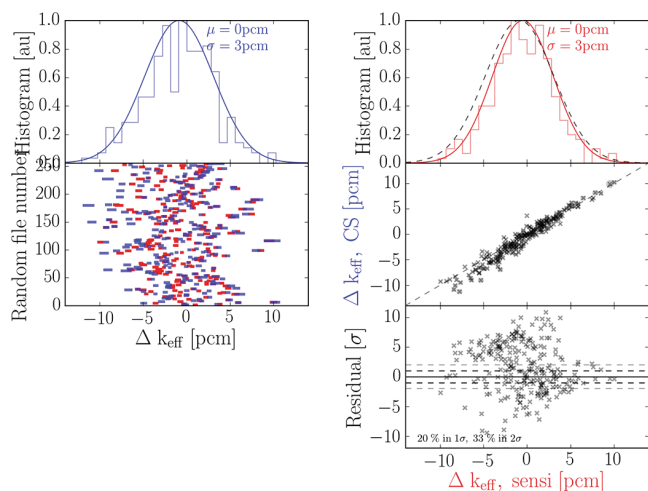 Histogram [au]
1.0
0.8
0.6
0.4
0.2
0.0
μ = 0pcm
σ = 3pcm
Random file number
250
200
150
100
50
0
−10 −5 0 5 10
Δ k_eff [pcm]
Histogram [au]
1.0
0.8
0.6
0.4
0.2
0.0
μ = 0pcm
σ = 3pcm
Δ k_eff, CS [pcm]
10
5
0
−5
−10
Residual [σ]
10
5
0
−5
−10
20 % in 1σ, 33 % in 2σ
−10 −5 0 5 10
Δ k_eff, sensi [pcm]